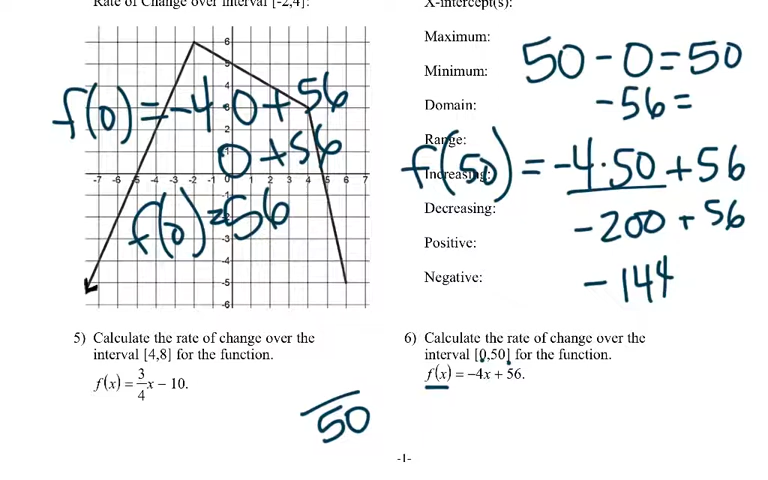 Rate of Change over interval [-2,4]:
X-intercept(s):
Maximum:
Minimum:
Domain:
Range:
Increasing:
Decreasing:
Positive:
Negative:
6
5
4
3
2
-7 -6 -5 -4 -3 -2 -1 0 1 2 3 4 5 6 7
-1
-3
-4
-5
-6
f(0) = -4·0 + 56
0 + 56
f(0) = 56
50 - 0 = 50
-56 =
f(50) = -4·50 + 56
-200 + 56
-144
5) Calculate the rate of change over the
interval [4,8] for the function.
f(x) = 3/4 x − 10.
50
6) Calculate the rate of change over the
interval [0,50] for the function.
f(x) = −4x + 56.
-1-